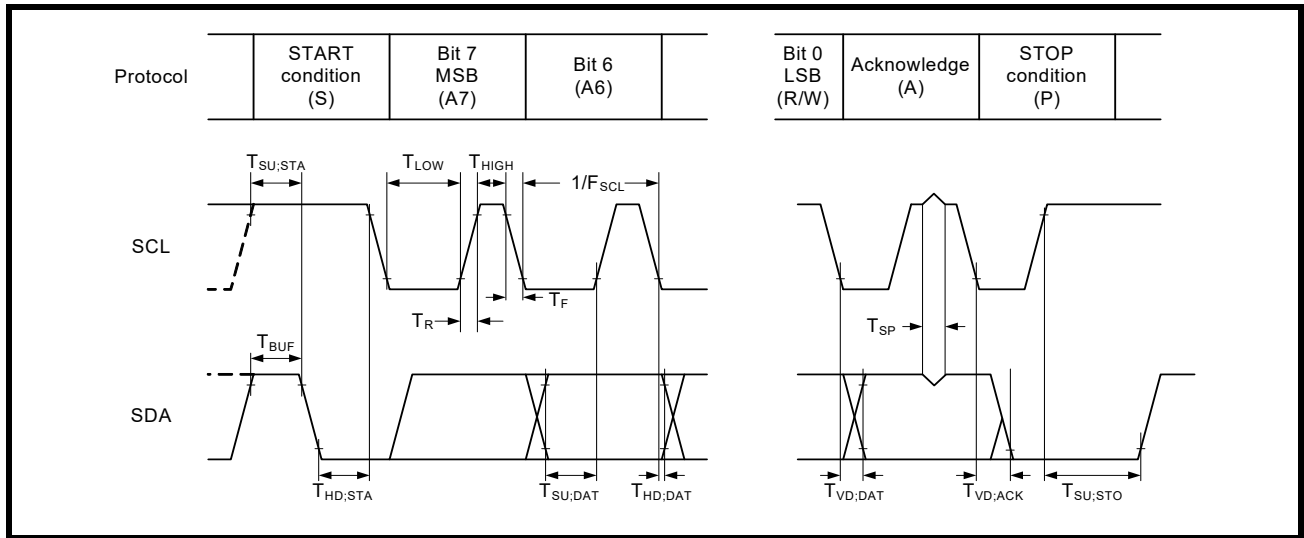 Protocol
START
condition
(S)
Bit 7
MSB
(A7)
Bit 6
(A6)
Bit 0
LSB
(R/W)
Acknowledge
(A)
STOP
condition
(P)
TSU;STA
TLOW
THIGH
1/FSCL
SCL
TF
TR
TSP
TBUF
SDA
THD;STA
TSU;DAT
THD;DAT
TVD;DAT
TVD;ACK
TSU;STO